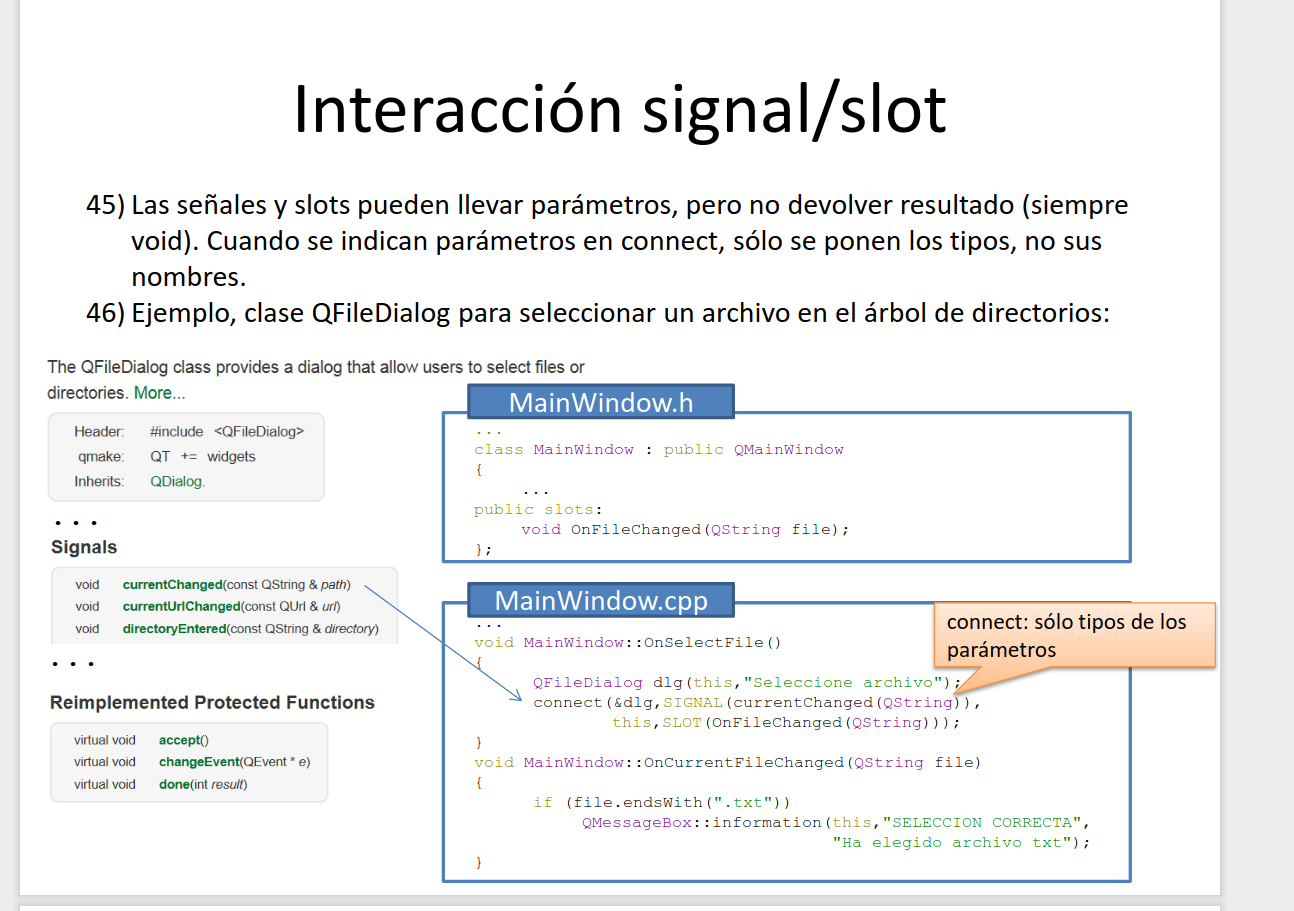 Interacción signal/slot
45) Las señales y slots pueden llevar parámetros, pero no devolver resultado (siempre
void). Cuando se indican parámetros en connect, sólo se ponen los tipos, no sus
nombres.
46) Ejemplo, clase QFileDialog para seleccionar un archivo en el árbol de directorios:
The QFileDialog class provides a dialog that allow users to select files or
directories. More...
Header: #include <QFileDialog>
qmake: QT += widgets
Inherits: QDialog.
. . .
Signals
void currentChanged(const QString & path)
void currentUrlChanged(const QUrl & url)
void directoryEntered(const QString & directory)
. . .
Reimplemented Protected Functions
virtual void accept()
virtual void changeEvent(QEvent * e)
virtual void done(int result)
MainWindow.h
...
class MainWindow : public QMainWindow
{
...
public slots:
void OnFileChanged(QString file);
};
MainWindow.cpp
...
void MainWindow::OnSelectFile()
{
QFileDialog dlg(this,"Seleccione archivo");
connect(&dlg,SIGNAL(currentChanged(QString)),
this,SLOT(OnFileChanged(QString)));
}
void MainWindow::OnCurrentFileChanged(QString file)
{
if (file.endsWith(".txt"))
QMessageBox::information(this,"SELECCION CORRECTA",
"Ha elegido archivo txt");
}
connect: sólo tipos de los
parámetros